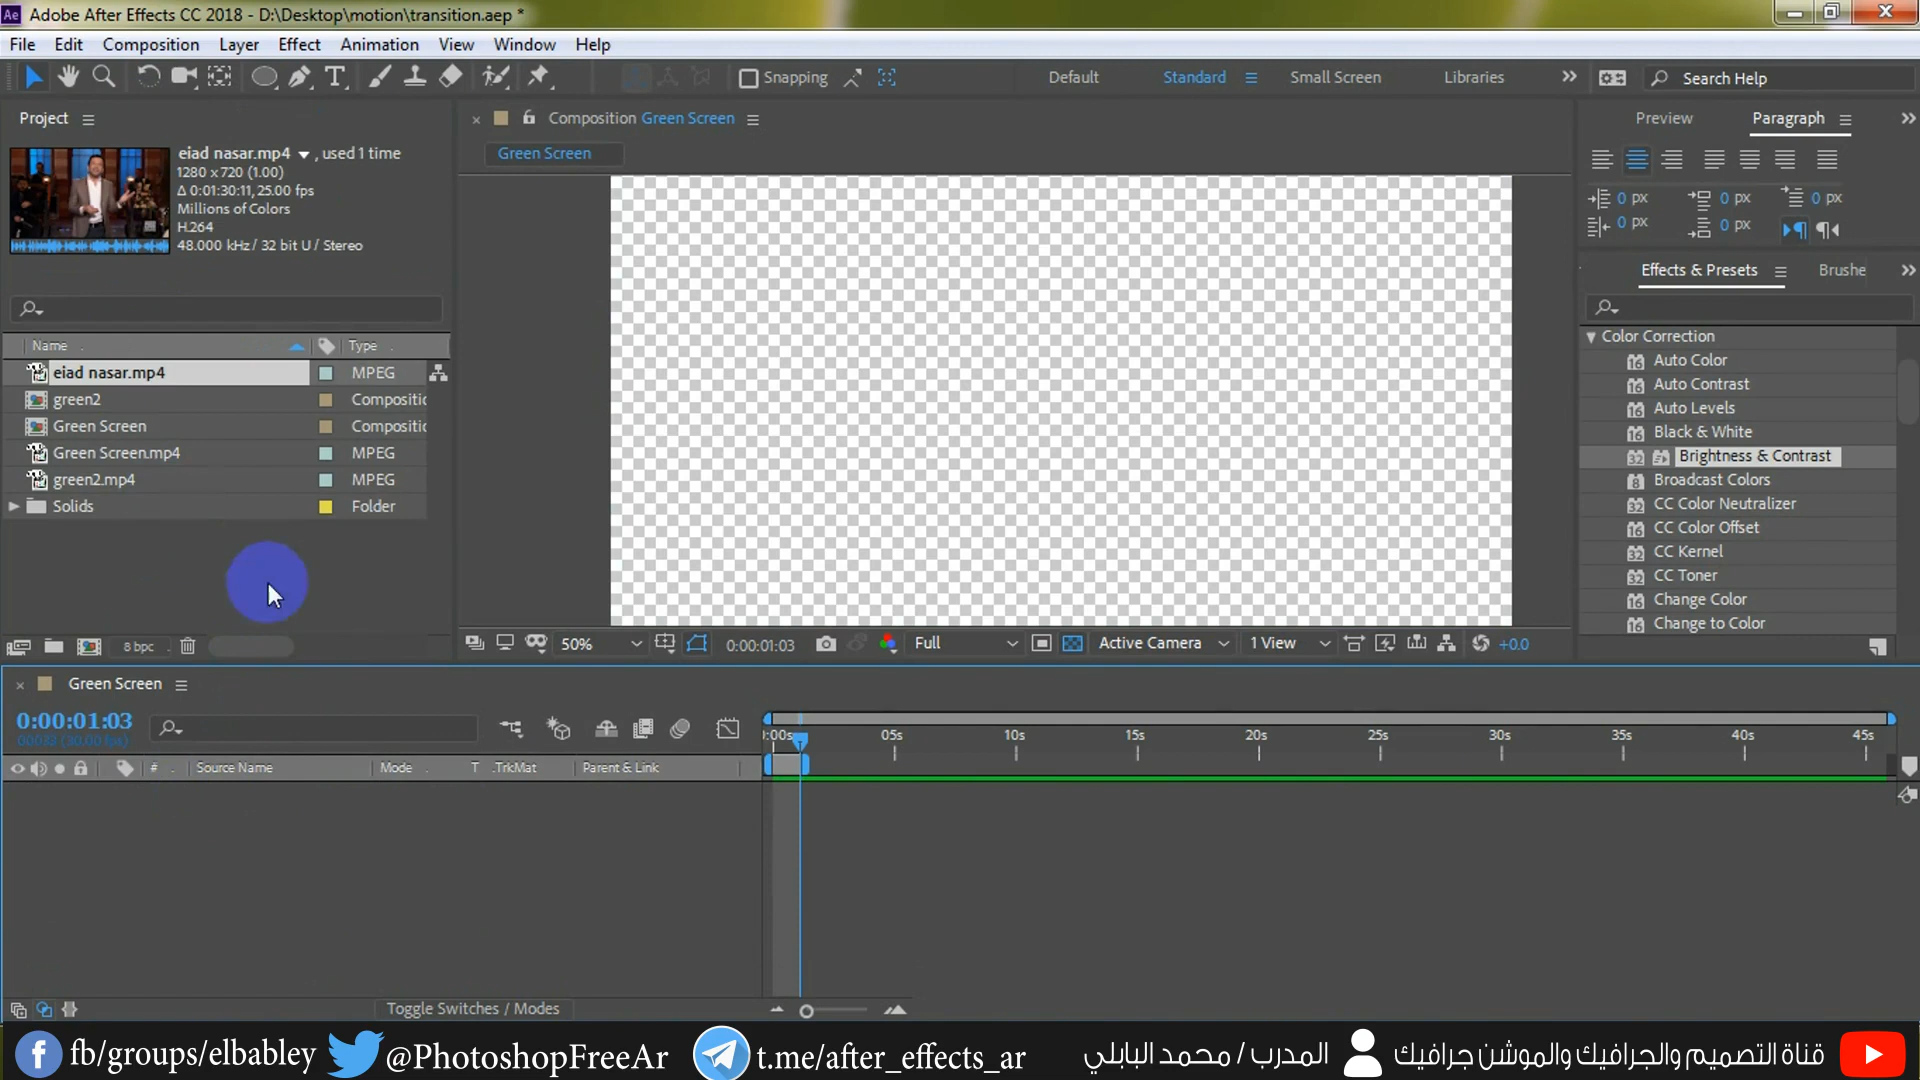 Adobe After Effects CC 2018 - D:\Desktop\motion\transition.aep *
File Edit Composition Layer Effect Animation View Window Help
Snapping Default Standard Small Screen Libraries Search Help
Project
eiad nasar.mp4 , used 1 time
1280 x 720 (1.00)
Δ 0:01:30:11, 25.00 fps
Millions of Colors
H.264
48.000 kHz / 32 bit U / Stereo
Name Type
eiad nasar.mp4 MPEG
green2 Compositic
Green Screen Compositic
Green Screen.mp4 MPEG
green2.mp4 MPEG
Solids Folder
8 bpc
Composition Green Screen
Green Screen
50% 0:00:01:03 Full Active Camera 1 View +0.0
Preview Paragraph
0 px 0 px 0 px
0 px 0 px
Effects & Presets Brushe
Color Correction
Auto Color
Auto Contrast
Auto Levels
Black & White
Brightness & Contrast
Broadcast Colors
CC Color Neutralizer
CC Color Offset
CC Kernel
CC Toner
Change Color
Change to Color
Green Screen
0:00:01:03
00033 (30.00 fps)
# Source Name Mode T .TrkMat Parent & Link
:00s 05s 10s 15s 20s 25s 30s 35s 40s 45s
Toggle Switches / Modes
fb/groups/elbabley @PhotoshopFreeAr t.me/after_effects_ar المدرب / محمد البابلي قناة التصميم والجرافيك والموشن جرافيك